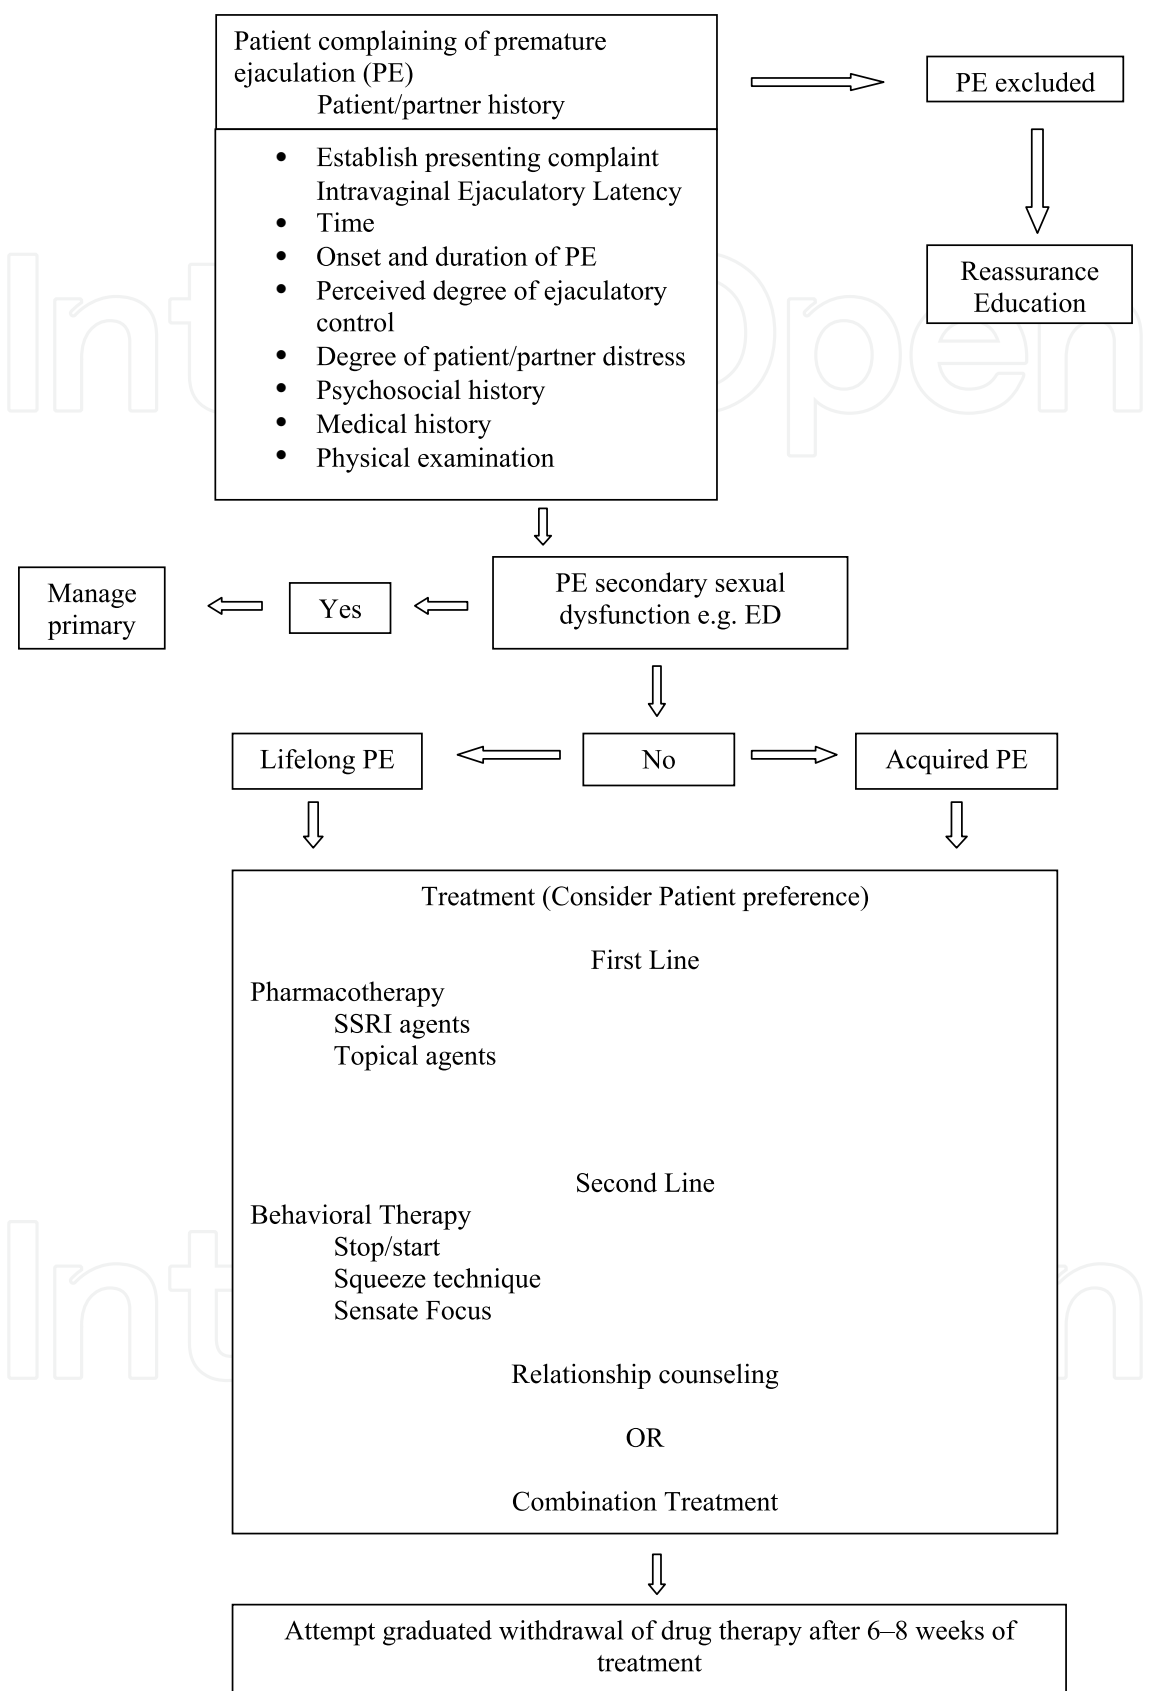 Patient complaining of premature
ejaculation (PE)
Patient/partner history
PE excluded
• Establish presenting complaint
Intravaginal Ejaculatory Latency
• Time
• Onset and duration of PE
• Perceived degree of ejaculatory
control
• Degree of patient/partner distress
• Psychosocial history
• Medical history
• Physical examination
Reassurance
Education
PE secondary sexual
dysfunction e.g. ED
Yes
Manage
primary
No
Lifelong PE
Acquired PE
Treatment (Consider Patient preference)
First Line
Pharmacotherapy
SSRI agents
Topical agents
Second Line
Behavioral Therapy
Stop/start
Squeeze technique
Sensate Focus
Relationship counseling
OR
Combination Treatment
Attempt graduated withdrawal of drug therapy after 6–8 weeks of
treatment